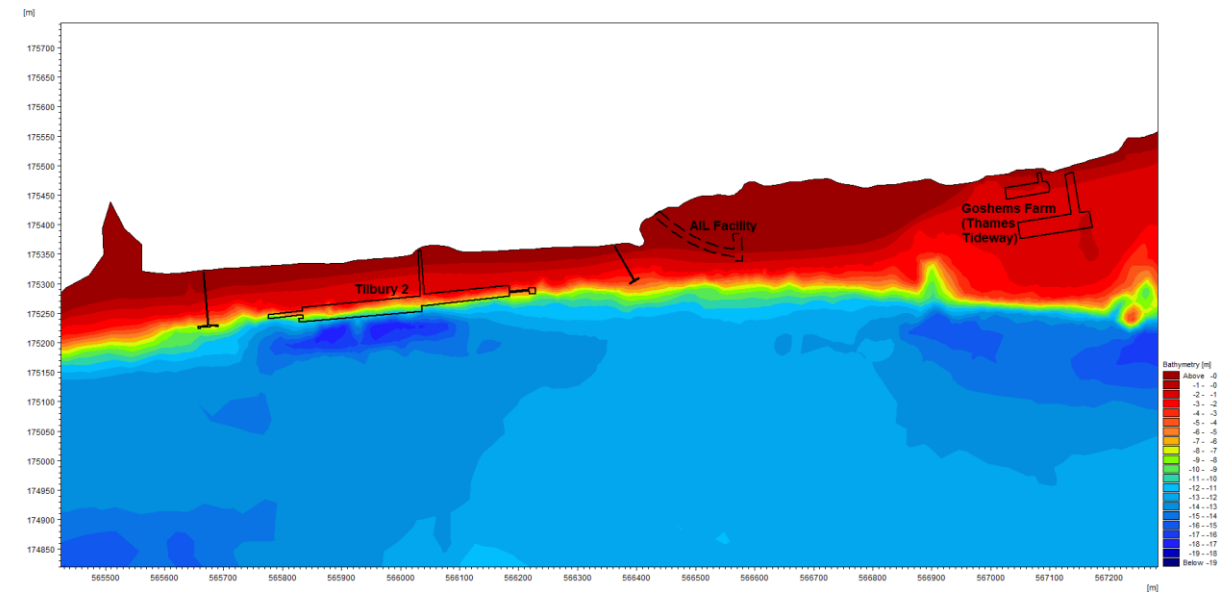 [m]
175700
175650
175600
175550
175500
175450
175400
175350
175300
175250
175200
175150
175100
175050
175000
174950
174900
174850
Goshems Farm
(Thames
Tideway)
AIL Facility
Tilbury 2
565500 565600 565700 565800 565900 566000 566100 566200 566300 566400 566500 566600 566700 566800 566900 567000 567100 567200
[m]
Bathymetry [m]
Above -0
-1 - -0
-2 - -1
-3 - -2
-4 - -3
-5 - -4
-6 - -5
-7 - -6
-8 - -7
-9 - -8
-10 - -9
-11 - -10
-12 - -11
-13 - -12
-14 - -13
-15 - -14
-16 - -15
-17 - -16
-18 - -17
-19 - -18
Below -19